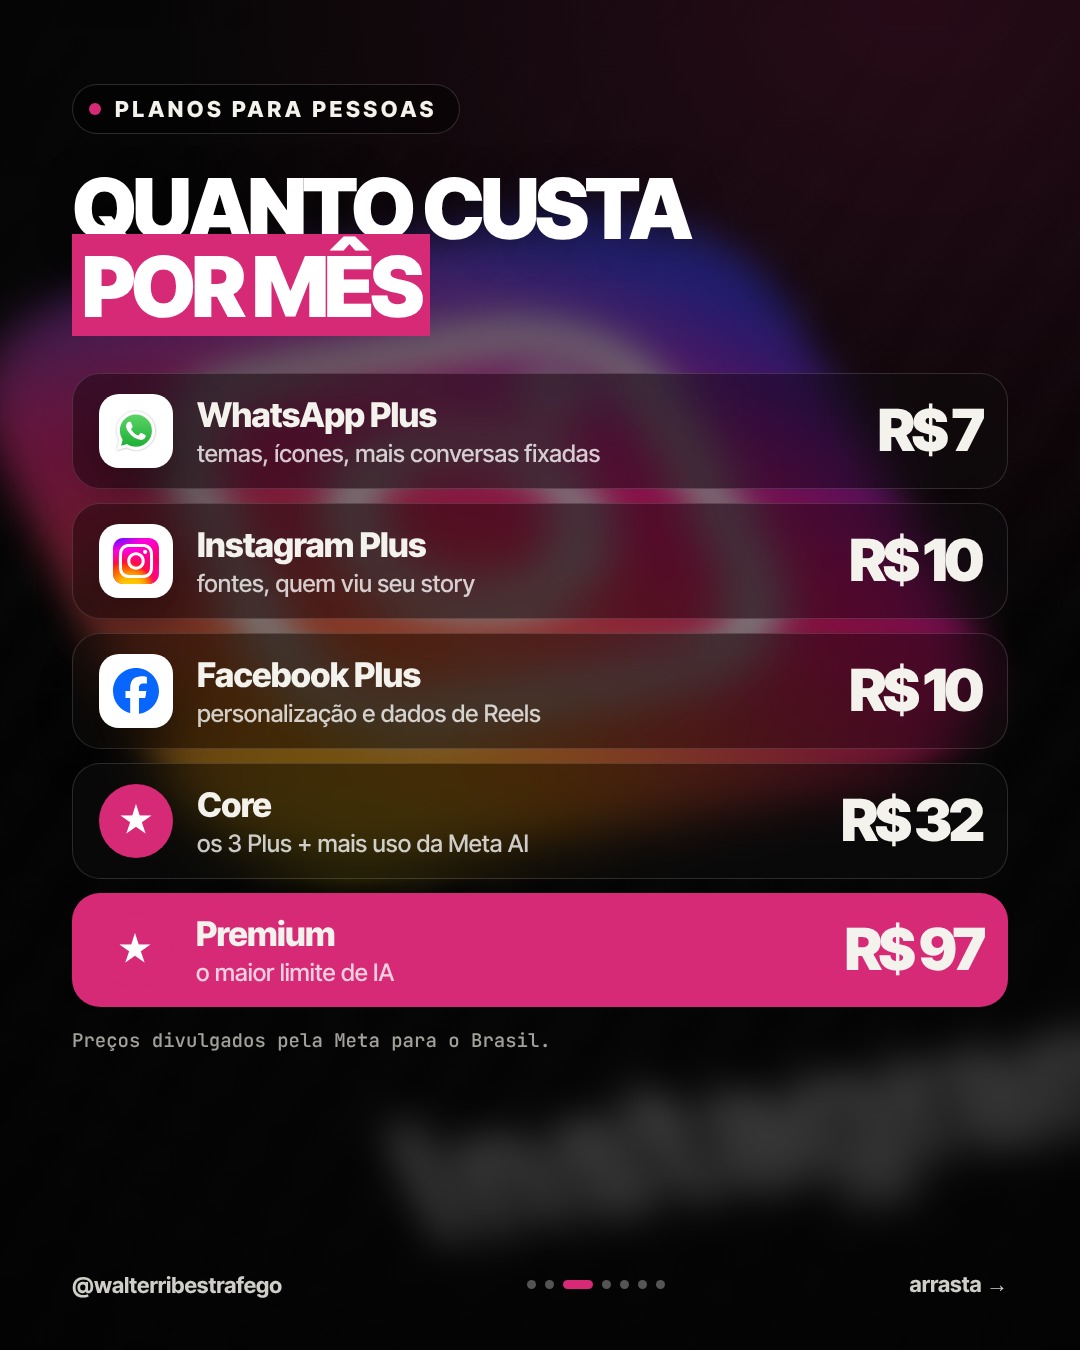 PLANOS PARA PESSOAS
QUANTO CUSTA
POR MÊS
WhatsApp Plus
temas, ícones, mais conversas fixadas
R$7
Instagram Plus
fontes, quem viu seu story
R$10
Facebook Plus
personalização e dados de Reels
R$10
Core
os 3 Plus + mais uso da Meta AI
R$32
Premium
o maior limite de IA
R$97
Preços divulgados pela Meta para o Brasil.
@walterribestrafego
arrasta →